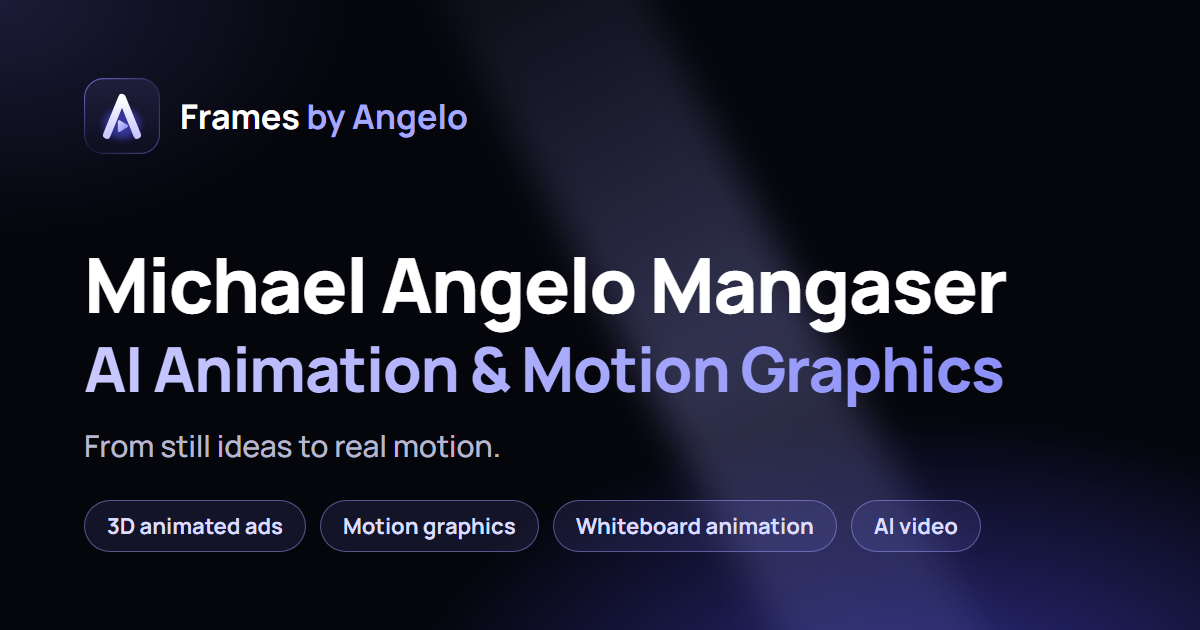 Frames by Angelo
Michael Angelo Mangaser
AI Animation & Motion Graphics
From still ideas to real motion.
3D animated ads
Motion graphics
Whiteboard animation
AI video